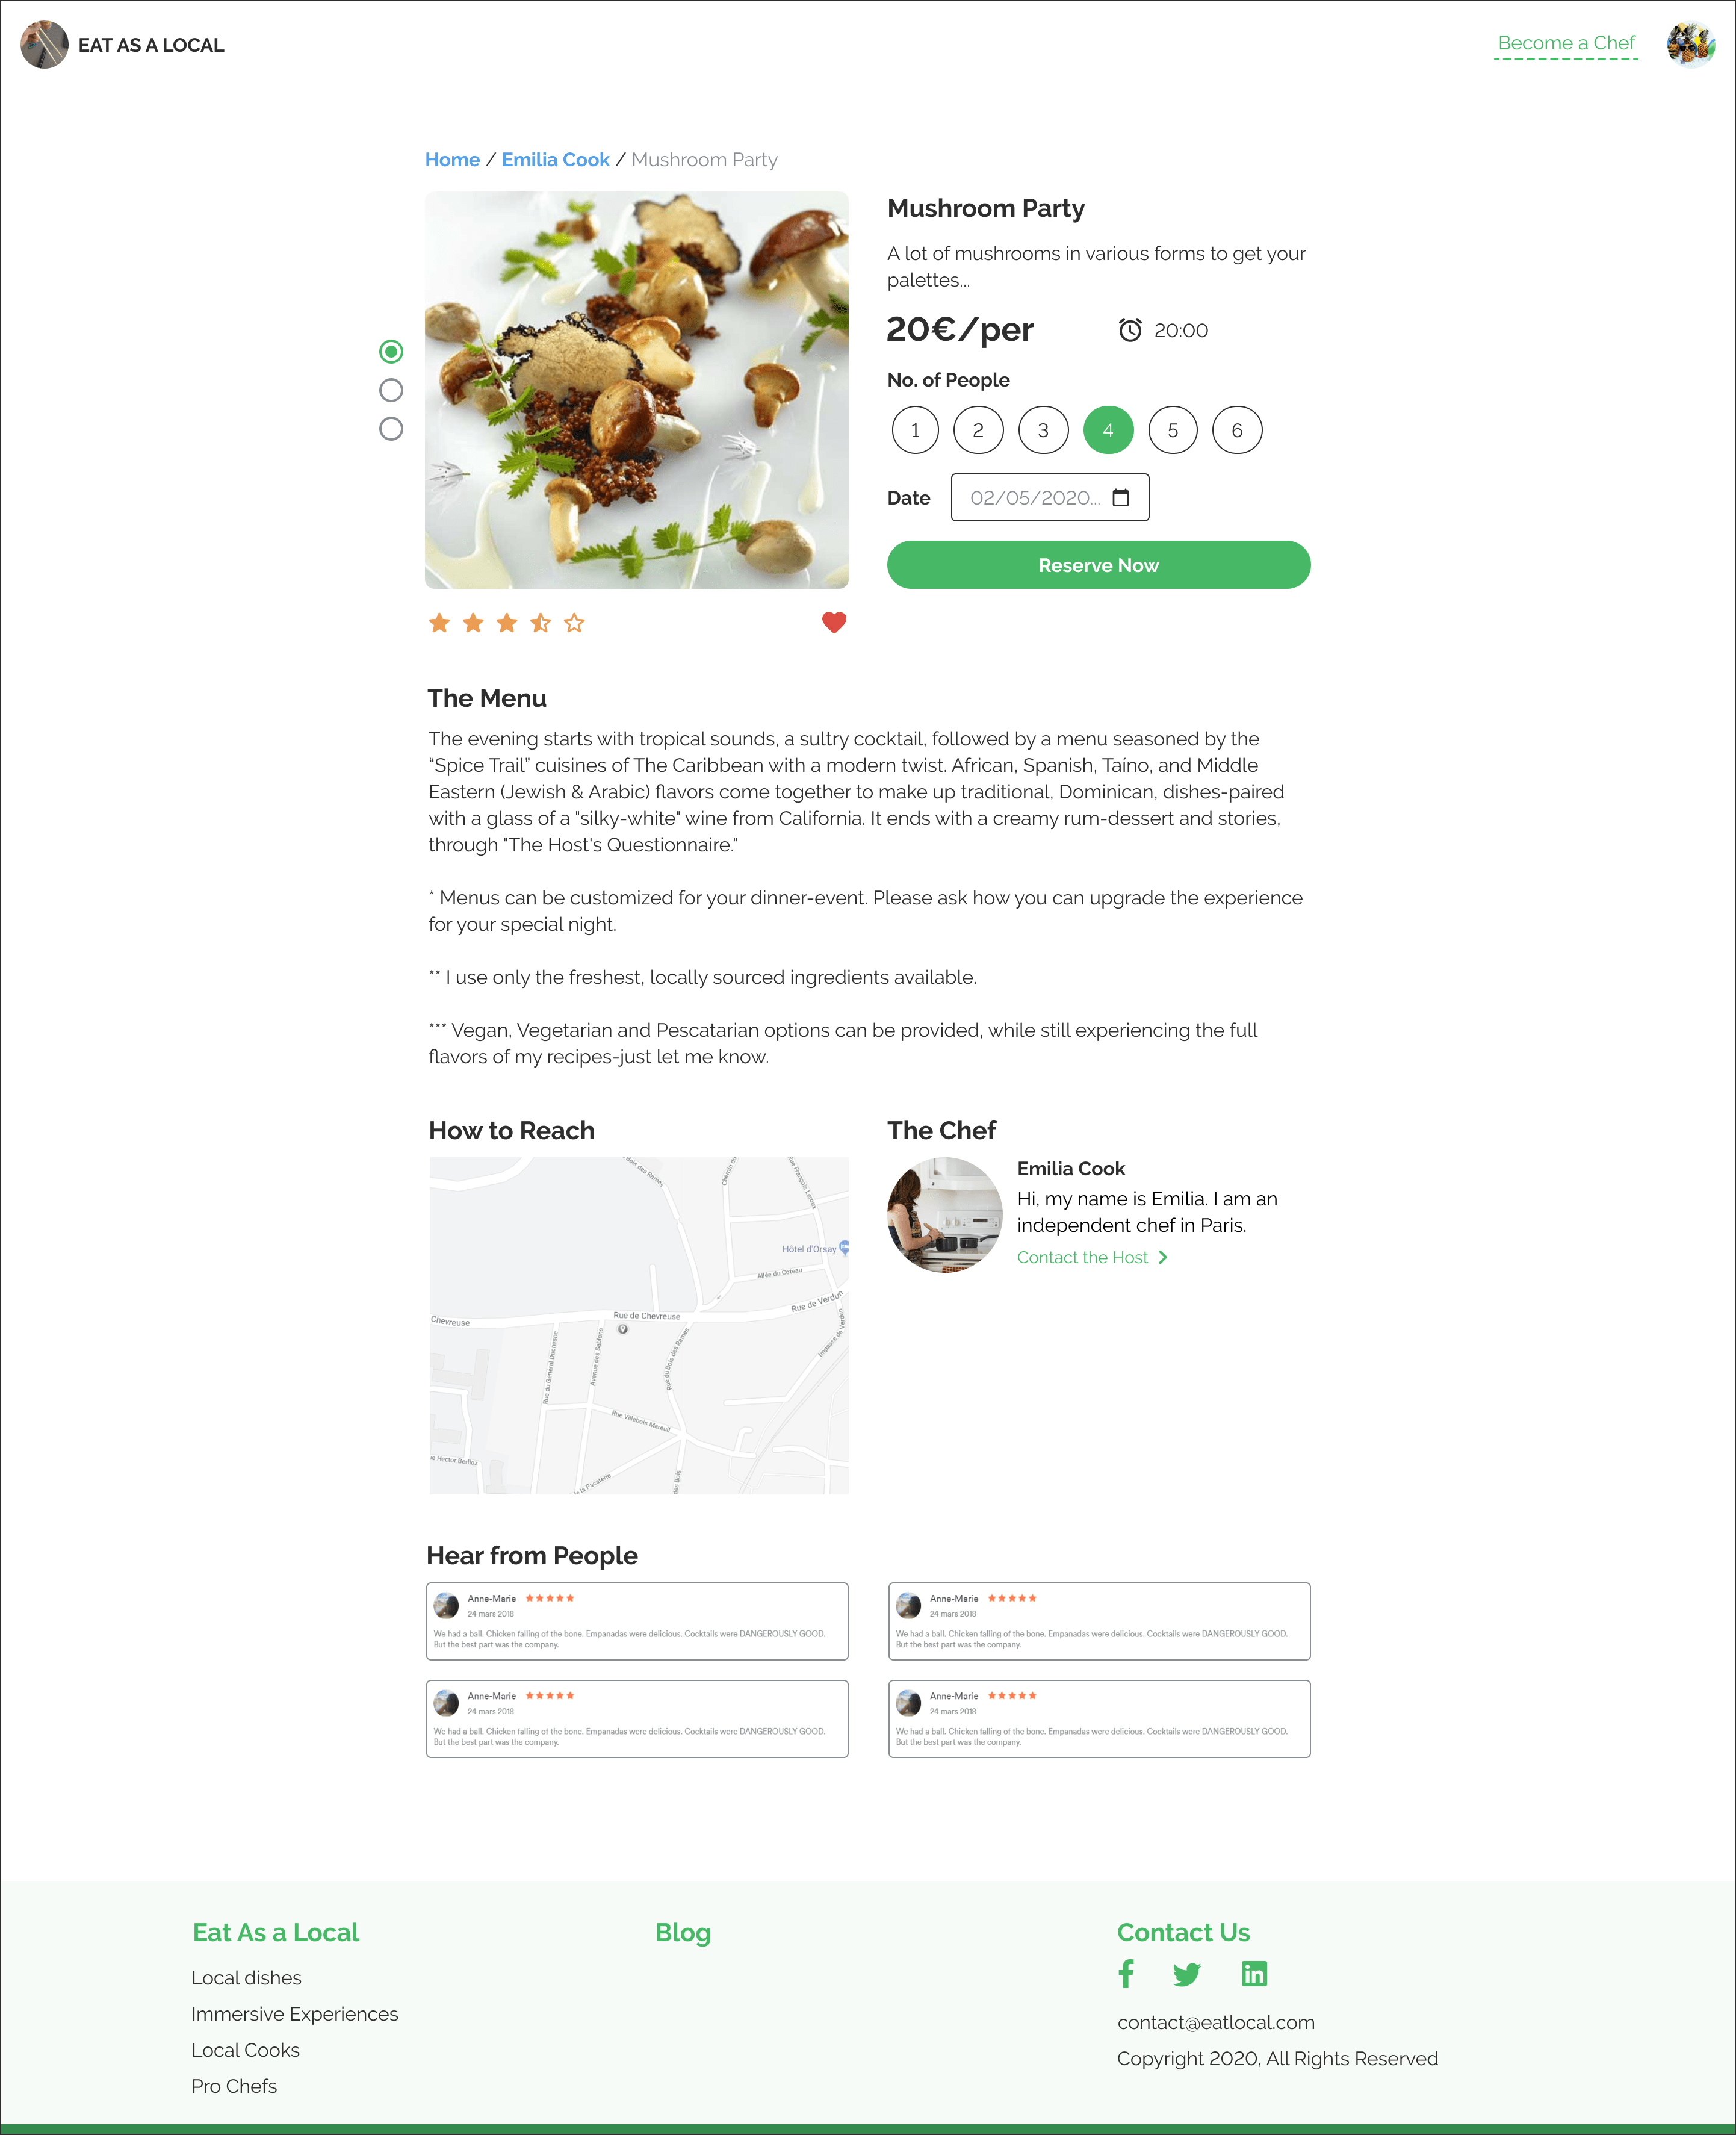 EAT AS A LOCAL
Become a Chef
Home / Emilia Cook / Mushroom Party
Mushroom Party
A lot of mushrooms in various forms to get your
palettes...
20€/per
20:00
No. of People
1 2 3 4 5 6
Date
02/05/2020...
Reserve Now
The Menu
The evening starts with tropical sounds, a sultry cocktail, followed by a menu seasoned by the
“Spice Trail” cuisines of The Caribbean with a modern twist. African, Spanish, Taíno, and Middle
Eastern (Jewish & Arabic) flavors come together to make up traditional, Dominican, dishes-paired
with a glass of a "silky-white" wine from California. It ends with a creamy rum-dessert and stories,
through "The Host's Questionnaire."
* Menus can be customized for your dinner-event. Please ask how you can upgrade the experience
for your special night.
** I use only the freshest, locally sourced ingredients available.
*** Vegan, Vegetarian and Pescatarian options can be provided, while still experiencing the full
flavors of my recipes-just let me know.
How to Reach
Bois des Rames
Chemin du
Rue François Leroux
Hôtel d'Orsay
Allée du Coteau
Rue de Verdun
Rue de Chevreuse
Chevreuse
Impasse de Verdun
Rue du Général Duchesne
Avenue des Sablons
Rue du Bois des Rames
Rue Villebois Mareuil
Hector Berlioz
la Pacaterie
des Bois
The Chef
Emilia Cook
Hi, my name is Emilia. I am an
independent chef in Paris.
Contact the Host
Hear from People
Anne-Marie
24 mars 2018
We had a ball. Chicken falling of the bone. Empanadas were delicious. Cocktails were DANGEROUSLY GOOD.
But the best part was the company.
Anne-Marie
24 mars 2018
We had a ball. Chicken falling of the bone. Empanadas were delicious. Cocktails were DANGEROUSLY GOOD.
But the best part was the company.
Anne-Marie
24 mars 2018
We had a ball. Chicken falling of the bone. Empanadas were delicious. Cocktails were DANGEROUSLY GOOD.
But the best part was the company.
Anne-Marie
24 mars 2018
We had a ball. Chicken falling of the bone. Empanadas were delicious. Cocktails were DANGEROUSLY GOOD.
But the best part was the company.
Eat As a Local
Local dishes
Immersive Experiences
Local Cooks
Pro Chefs
Blog
Contact Us
contact@eatlocal.com
Copyright 2020, All Rights Reserved